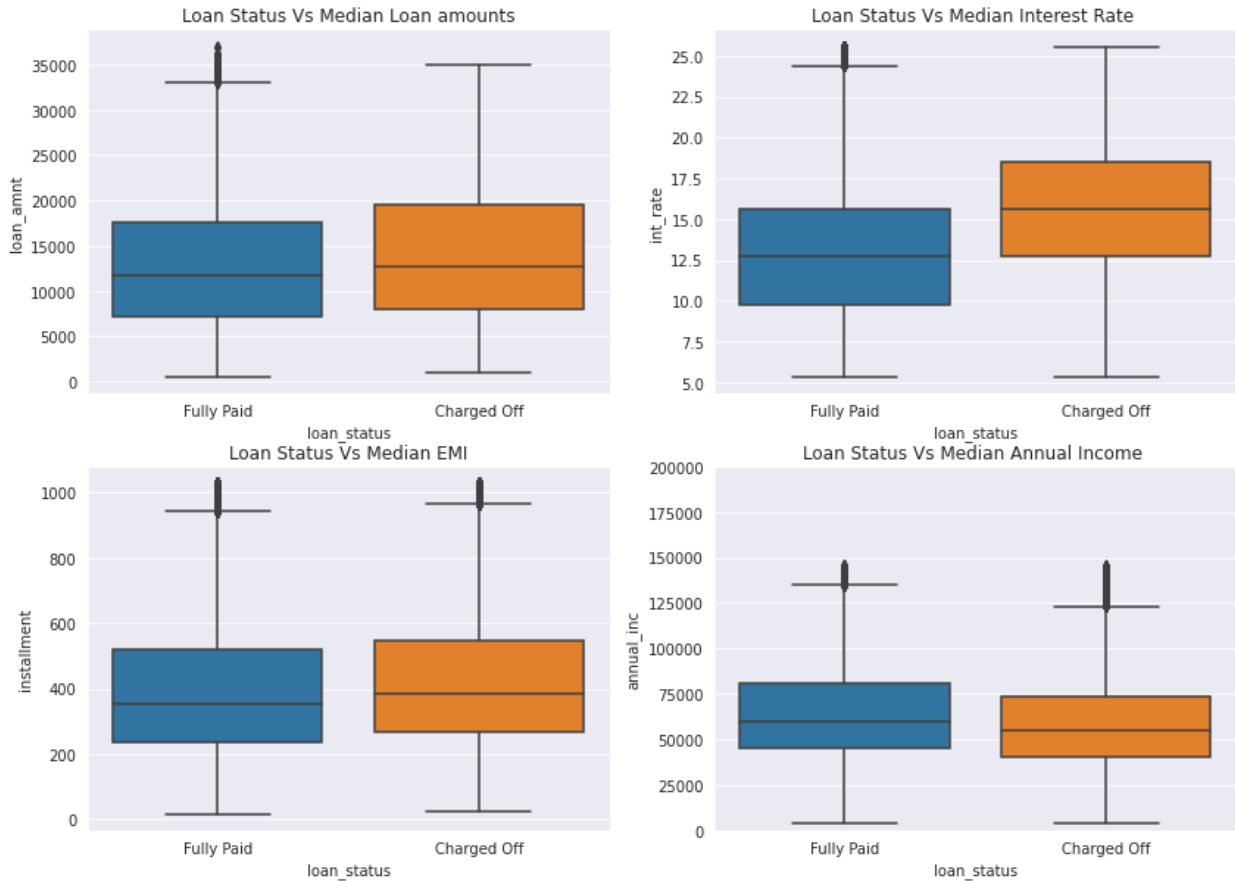 Loan Status Vs Median Loan amounts
35000
30000
25000
20000
15000
10000
5000
0
loan_amnt
Fully Paid
Charged Off
loan_status
Loan Status Vs Median Interest Rate
25.0
22.5
20.0
17.5
15.0
12.5
10.0
7.5
5.0
int_rate
Fully Paid
Charged Off
loan_status
Loan Status Vs Median EMI
1000
800
600
400
200
0
installment
Fully Paid
Charged Off
loan_status
Loan Status Vs Median Annual Income
200000
175000
150000
125000
100000
75000
50000
25000
0
annual_inc
Fully Paid
Charged Off
loan_status